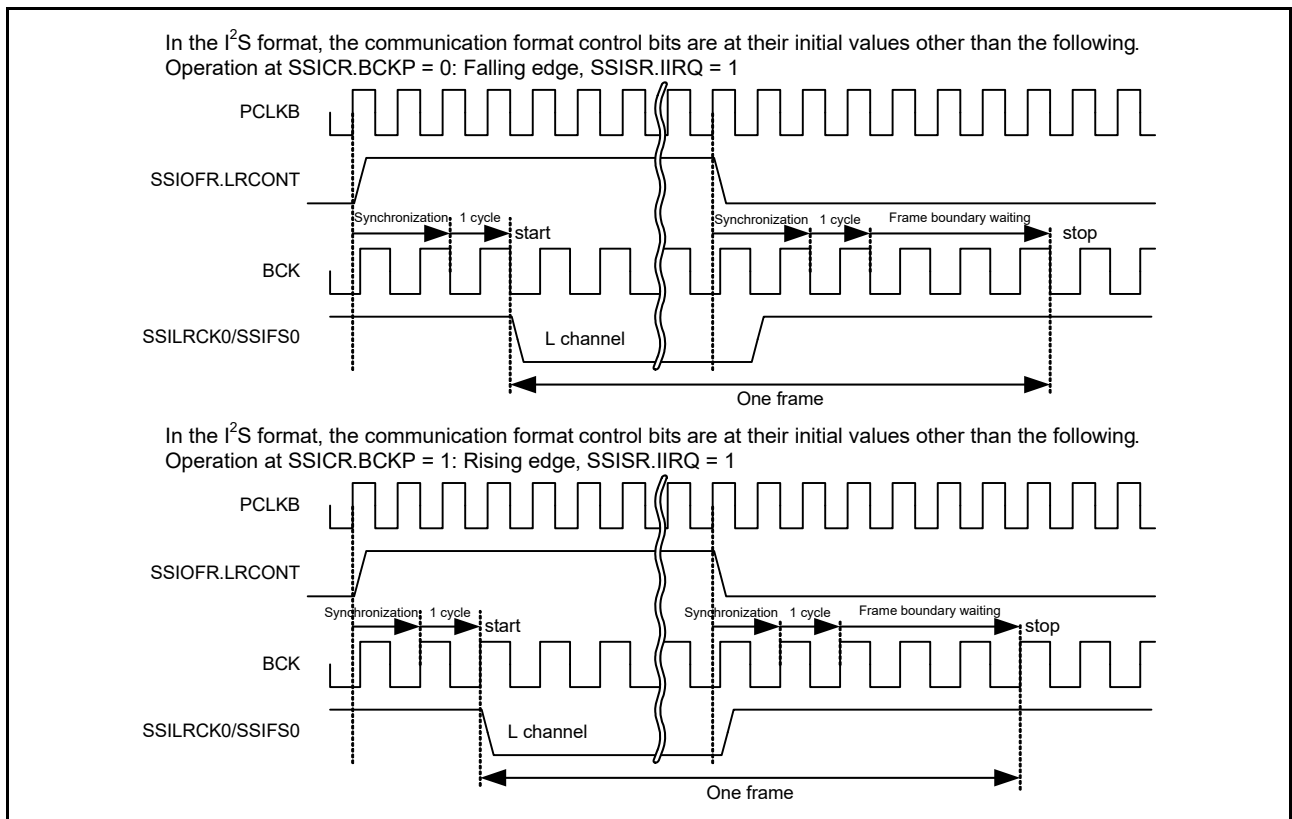 In the I2S format, the communication format control bits are at their initial values other than the following.
Operation at SSICR.BCKP = 0: Falling edge, SSISR.IIRQ = 1
PCLKB
SSIOFR.LRCONT
Synchronization 1 cycle start Synchronization 1 cycle Frame boundary waiting stop
BCK
SSILRCK0/SSIFS0 L channel
One frame
In the I2S format, the communication format control bits are at their initial values other than the following.
Operation at SSICR.BCKP = 1: Rising edge, SSISR.IIRQ = 1
PCLKB
SSIOFR.LRCONT
Synchronization 1 cycle start Synchronization 1 cycle Frame boundary waiting stop
BCK
SSILRCK0/SSIFS0 L channel
One frame